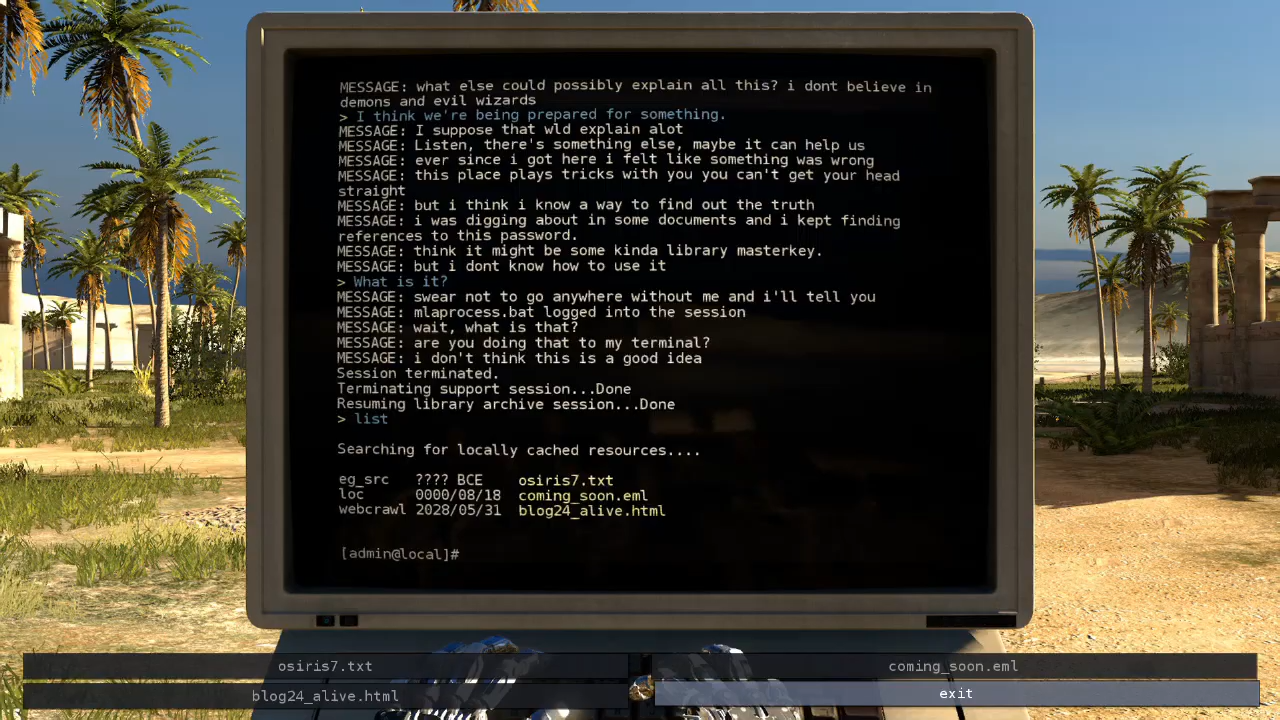 MESSAGE: what else could possibly explain all this? i dont believe in
demons and evil wizards
> I think we're being prepared for something.
MESSAGE: I suppose that wld explain alot
MESSAGE: Listen, there's something else, maybe it can help us
MESSAGE: ever since i got here i felt like something was wrong
MESSAGE: this place plays tricks with you you can't get your head
straight
MESSAGE: but i think i know a way to find out the truth
MESSAGE: i was digging about in some documents and i kept finding
references to this password.
MESSAGE: think it might be some kinda library masterkey.
MESSAGE: but i dont know how to use it
> What is it?
MESSAGE: swear not to go anywhere without me and i'll tell you
MESSAGE: mlaprocess.bat logged into the session
MESSAGE: wait, what is that?
MESSAGE: are you doing that to my terminal?
MESSAGE: i don't think this is a good idea
Session terminated.
Terminating support session...Done
Resuming library archive session...Done
> list
Searching for locally cached resources....
eg_src ???? BCE osiris7.txt
loc 0000/08/18 coming_soon.eml
webcrawl 2028/05/31 blog24_alive.html
[admin@local]#
osiris7.txt coming_soon.eml
blog24_alive.html exit